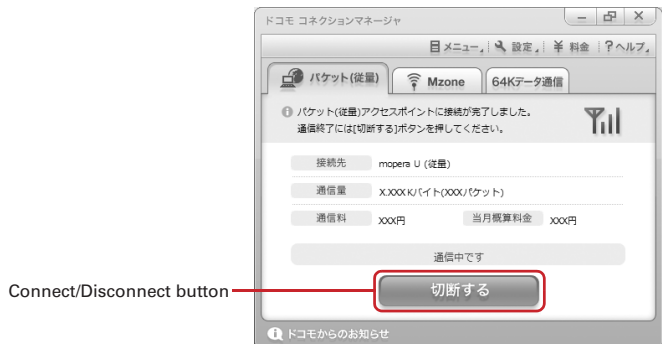 ドコモ コネクションマネージャ
メニュー 設定 ¥ 料金 ? ヘルプ
パケット(従量) Mzone 64Kデータ通信
パケット(従量)アクセスポイントに接続が完了しました。
通信終了には[切断する]ボタンを押してください。
接続先 mopera U (従量)
通信量 X.XXX Kバイト(XXXパケット)
通信料 XXX円 当月概算料金 XXX円
通信中です
Connect/Disconnect button 切断する
ドコモからのお知らせ